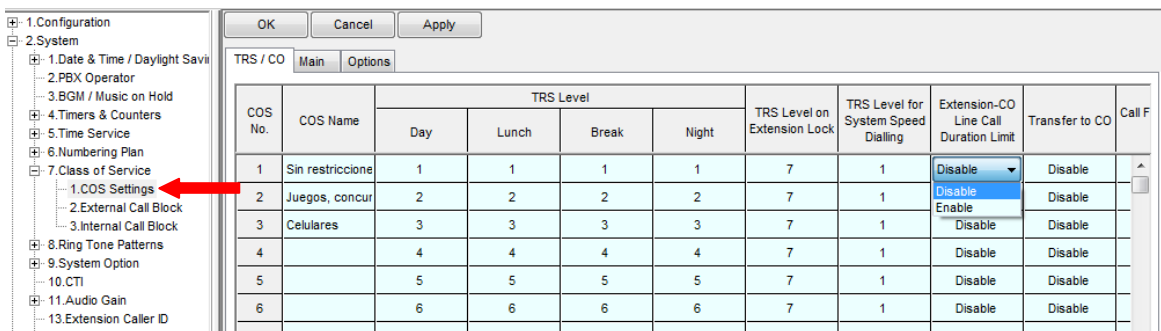 1.Configuration
2.System
1.Date & Time / Daylight Savin
2.PBX Operator
3.BGM / Music on Hold
4.Timers & Counters
5.Time Service
6.Numbering Plan
7.Class of Service
1.COS Settings
2.External Call Block
3.Internal Call Block
8.Ring Tone Patterns
9.System Option
10.CTI
11.Audio Gain
13.Extension Caller ID
OK Cancel Apply
TRS / CO Main Options
COS No. COS Name TRS Level TRS Level on Extension Lock TRS Level for System Speed Dialling Extension-CO Line Call Duration Limit Transfer to CO Call F
Day Lunch Break Night
1 Sin restriccione 1 1 1 1 7 1 Disable Disable
Disable
Enable
2 Juegos, concur 2 2 2 2 7 1 Disable
3 Celulares 3 3 3 3 7 1 Disable Disable
4 4 4 4 4 7 1 Disable Disable
5 5 5 5 5 7 1 Disable Disable
6 6 6 6 6 7 1 Disable Disable